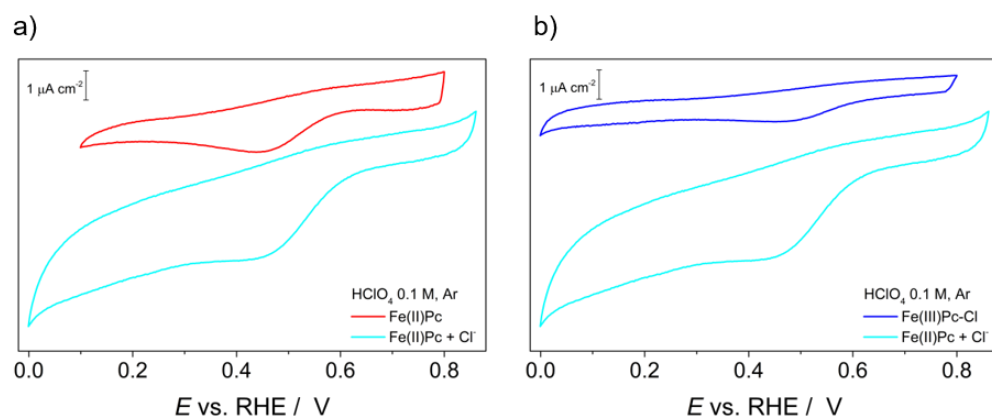 a)
1 μA cm⁻²
HClO₄ 0.1 M, Ar
Fe(II)Pc
Fe(II)Pc + Cl⁻
0.0 0.2 0.4 0.6 0.8
E vs. RHE / V
b)
1 μA cm⁻²
HClO₄ 0.1 M, Ar
Fe(III)Pc-Cl
Fe(II)Pc + Cl⁻
0.0 0.2 0.4 0.6 0.8
E vs. RHE / V